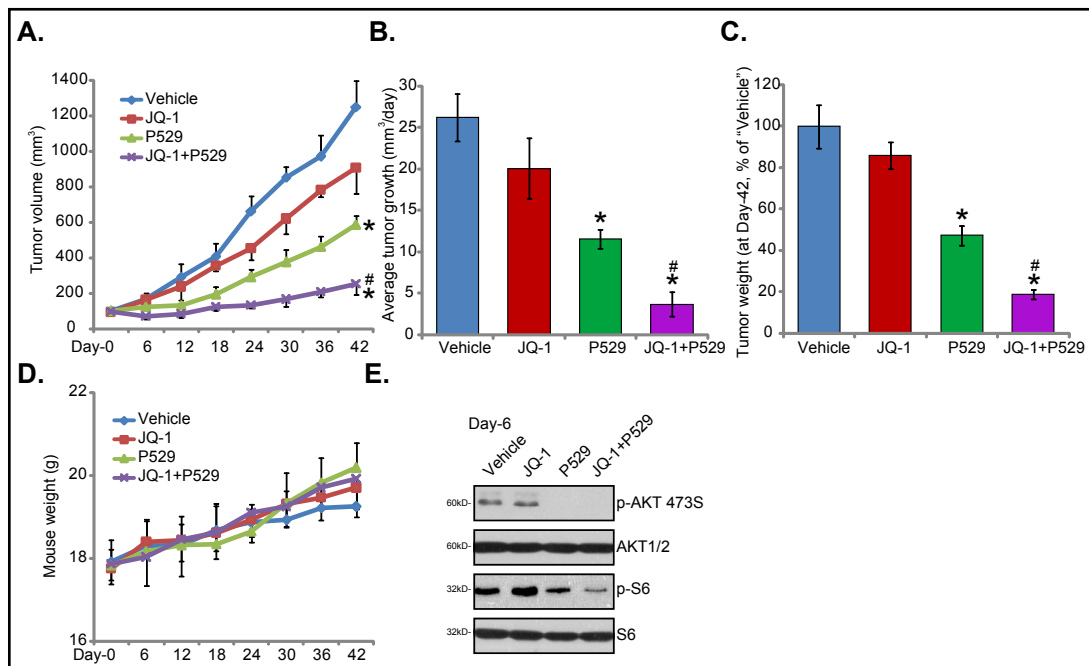 A.
Tumor volume (mm³)
1400
1200
1000
800
600
400
200
0
Vehicle
JQ-1
P529
JQ-1+P529
*
#
*
Day-0 6 12 18 24 30 36 42
B.
Average tumor growth (mm³/day)
30
25
20
15
10
5
0
*
#
*
Vehicle JQ-1 P529 JQ-1+P529
C.
Tumor weight (at Day-42, % of "Vehicle")
120
100
80
60
40
20
0
*
#
*
Vehicle JQ-1 P529 JQ-1+P529
D.
Mouse weight (g)
22
20
18
16
Vehicle
JQ-1
P529
JQ-1+P529
Day-0 6 12 18 24 30 36 42
E.
Day-6
Vehicle JQ-1 P529 JQ-1+P529
60kD- p-AKT 473S
60kD- AKT1/2
32kD- p-S6
32kD- S6